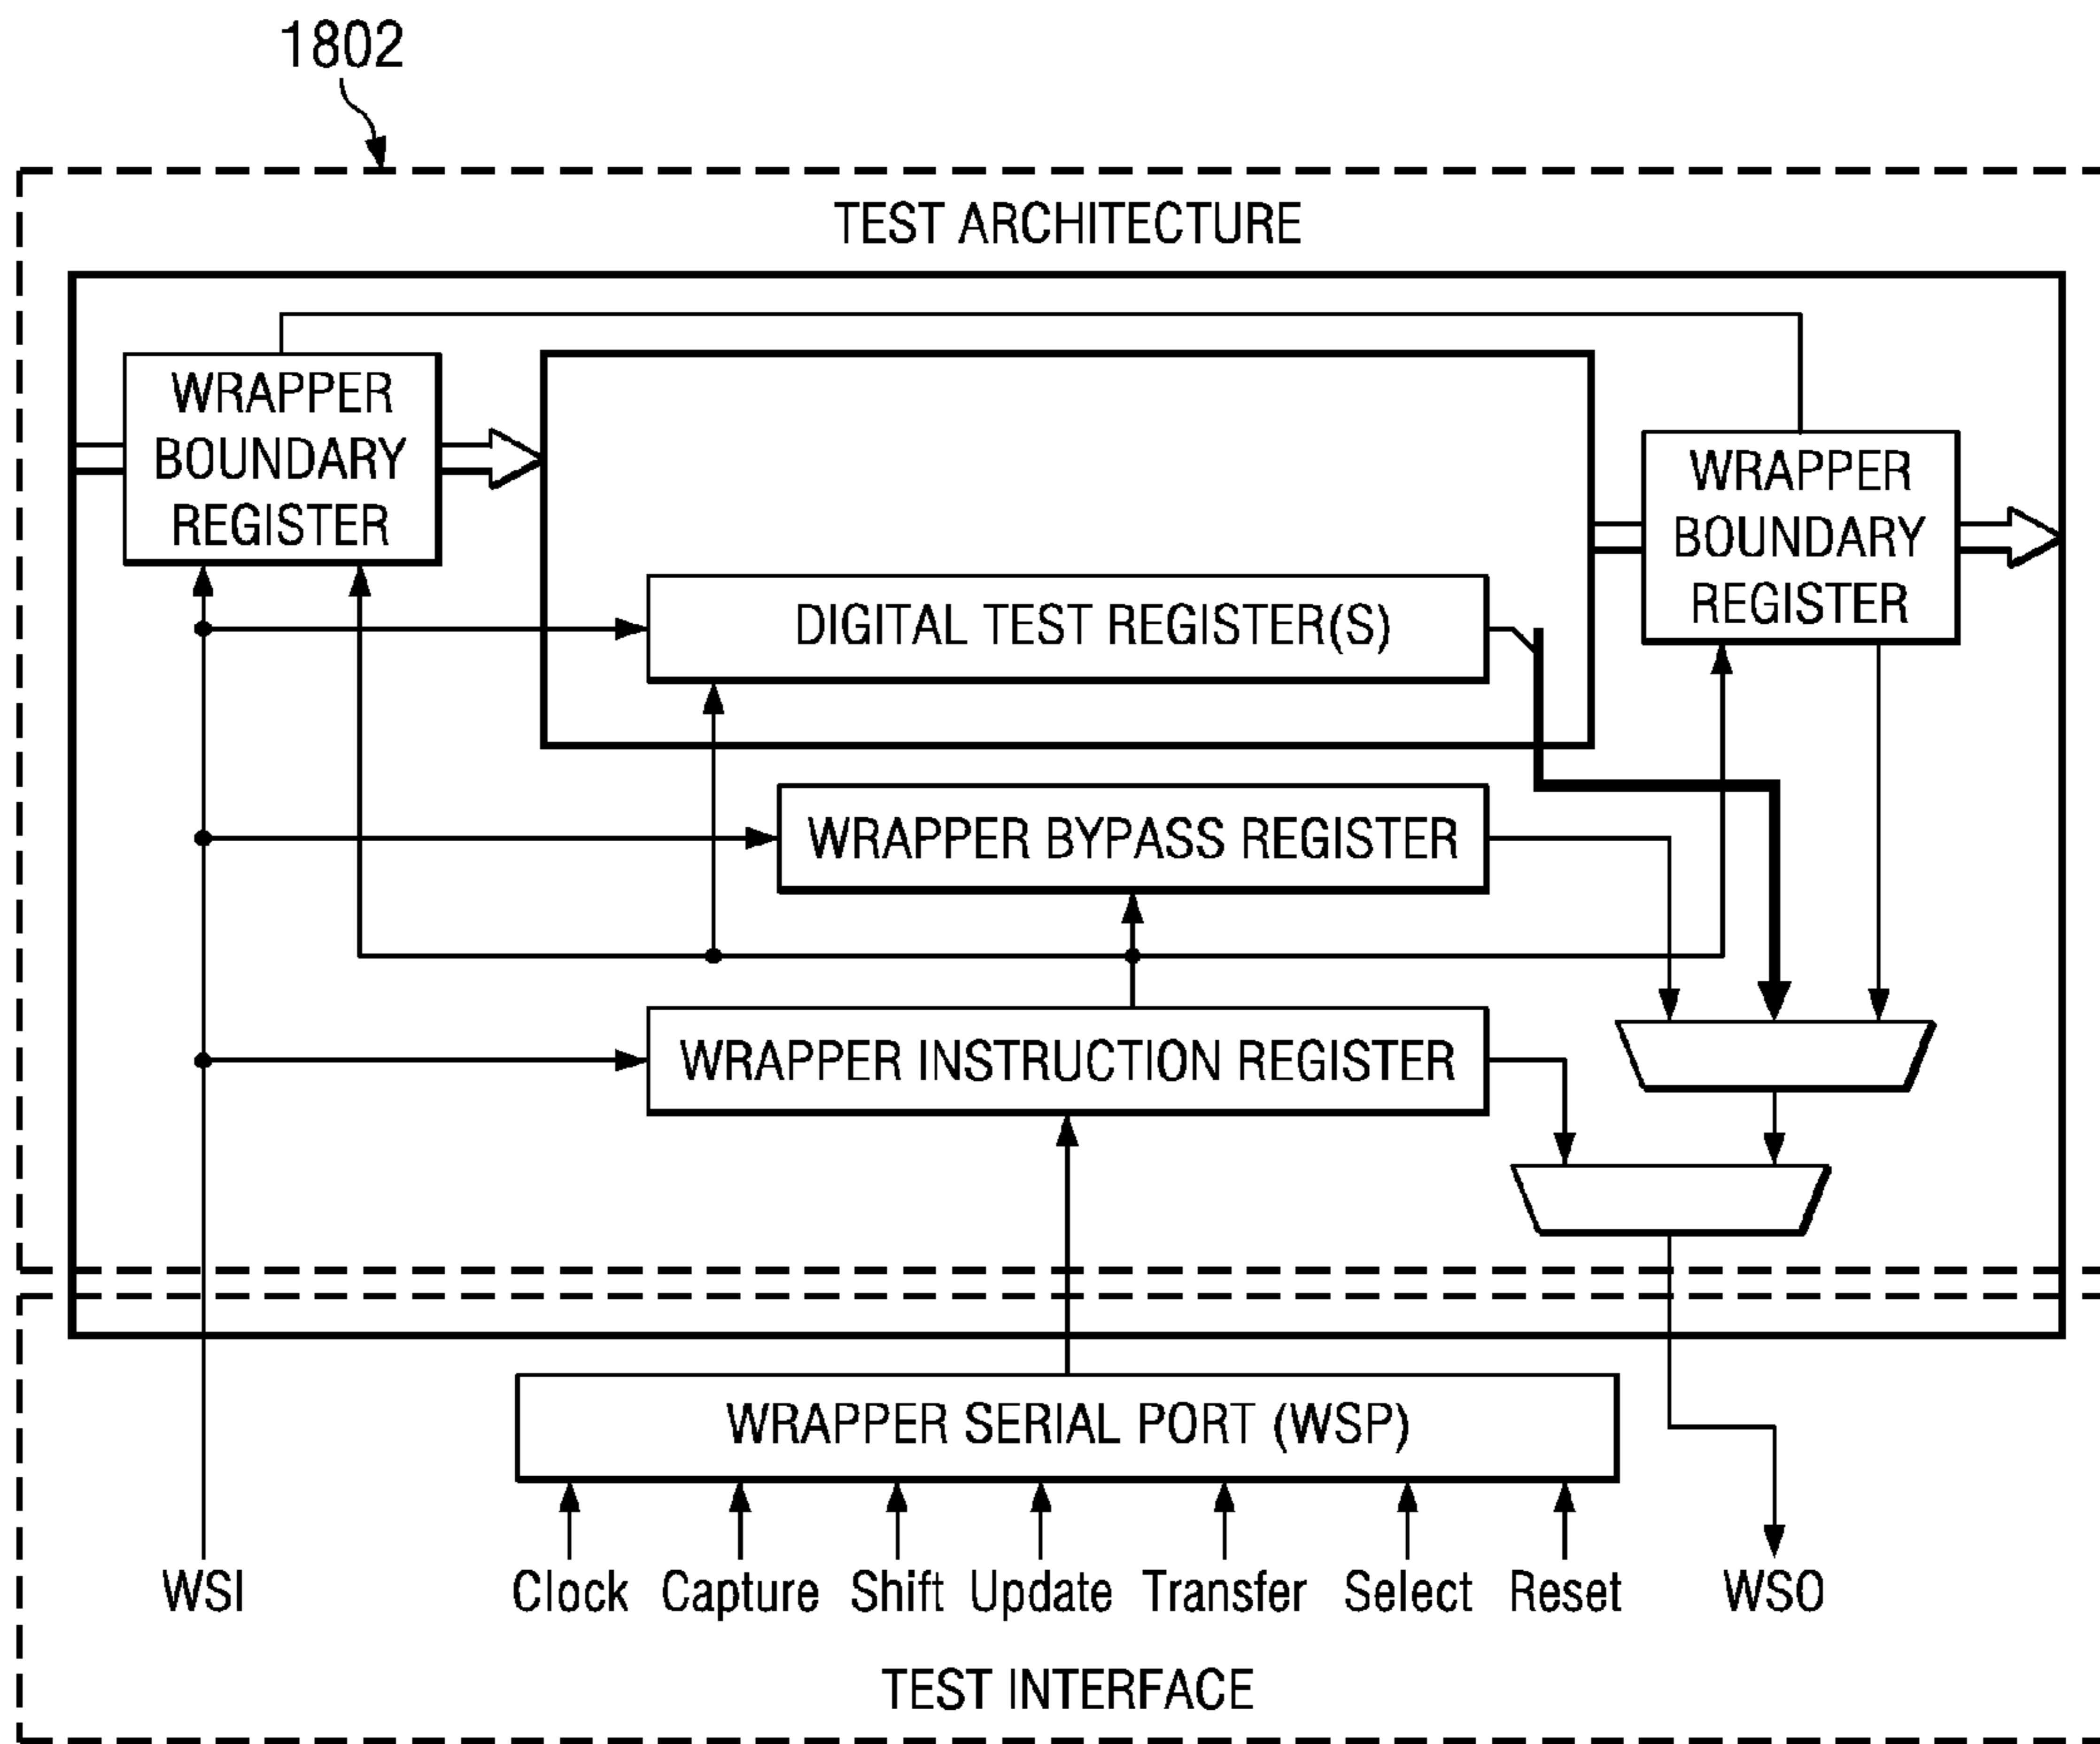 1802
TEST ARCHITECTURE
WRAPPER
BOUNDARY
REGISTER
WRAPPER
BOUNDARY
REGISTER
DIGITAL TEST REGISTER(S)
WRAPPER BYPASS REGISTER
WRAPPER INSTRUCTION REGISTER
WRAPPER SERIAL PORT (WSP)
WSI Clock Capture Shift Update Transfer Select Reset WSO
TEST INTERFACE